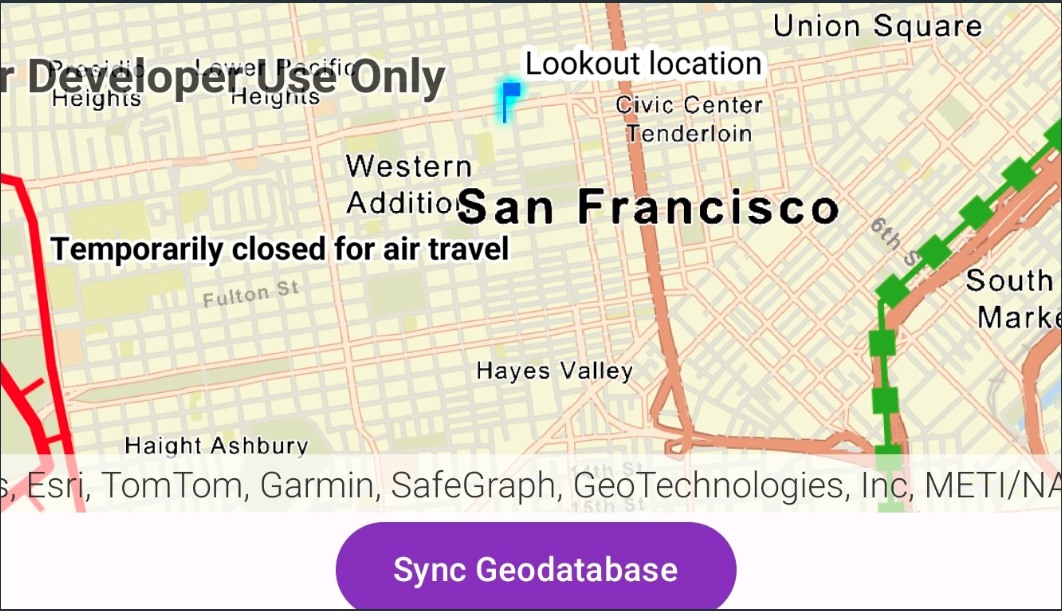 Union Square
Lookout location
Presidio
Heights
Lower Pacific
Heights
r Developer Use Only
Civic Center
Tenderloin
Western
Addition
San Francisco
6th St
Temporarily closed for air travel
South
Marke
Fulton St
Hayes Valley
Haight Ashbury
14th St
s, Esri, TomTom, Garmin, SafeGraph, GeoTechnologies, Inc, METI/NA
15th St
Sync Geodatabase